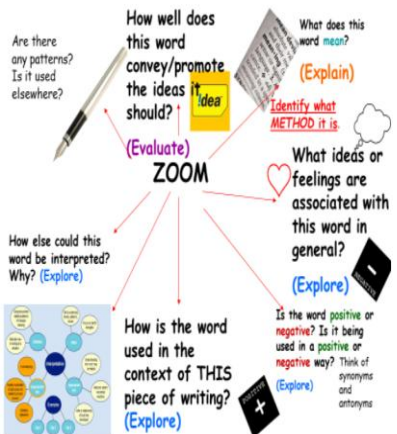 Are there
any patterns?
Is it used
elsewhere?
How well does
this word
convey/promote
the ideas it
should?
(Evaluate)
!dea
What does this
word mean?
(Explain)
Identify what
METHOD it is.
ZOOM
What ideas or
feelings are
associated with
this word in
general?
(Explore)
NEGATIVE
How else could this
word be interpreted?
Why? (Explore)
How is the word
used in the
context of THIS
piece of writing?
(Explore)
POSITIVE
+
Is the word positive or
negative? Is it being
used in a positive or
negative way? Think of
(Explore) synonyms
and
antonyms